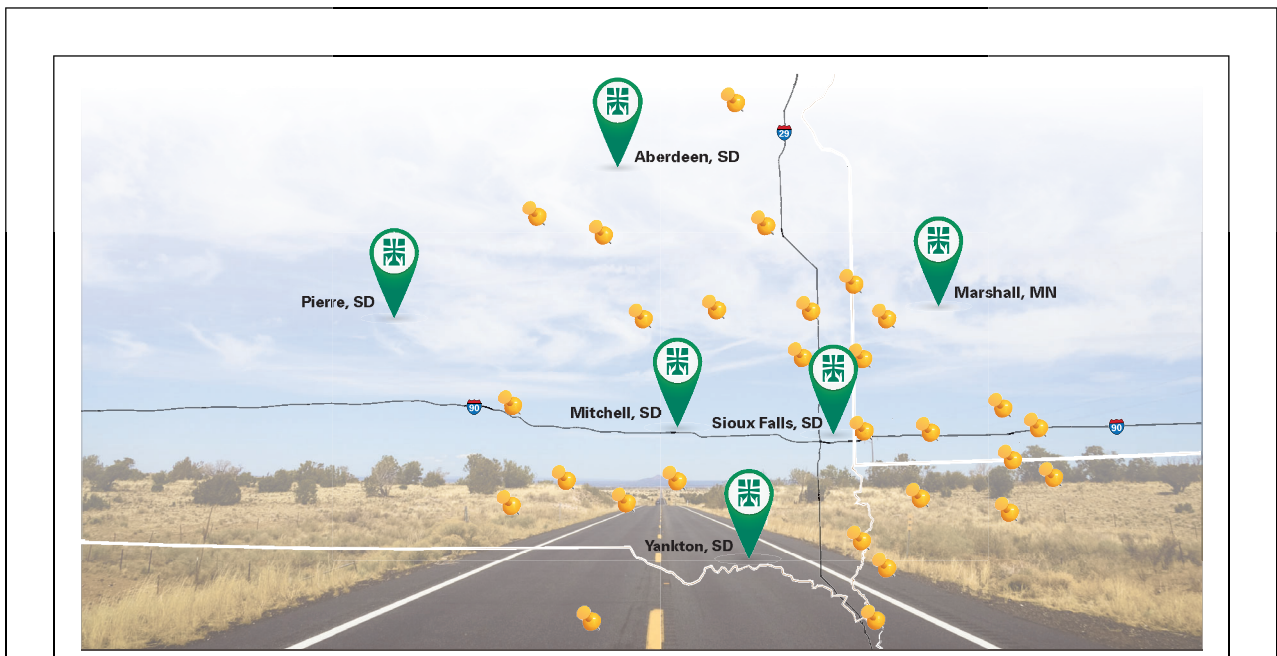 29
Aberdeen, SD
Pierre, SD
Marshall, MN
90
Mitchell, SD
Sioux Falls, SD
90
Yankton, SD